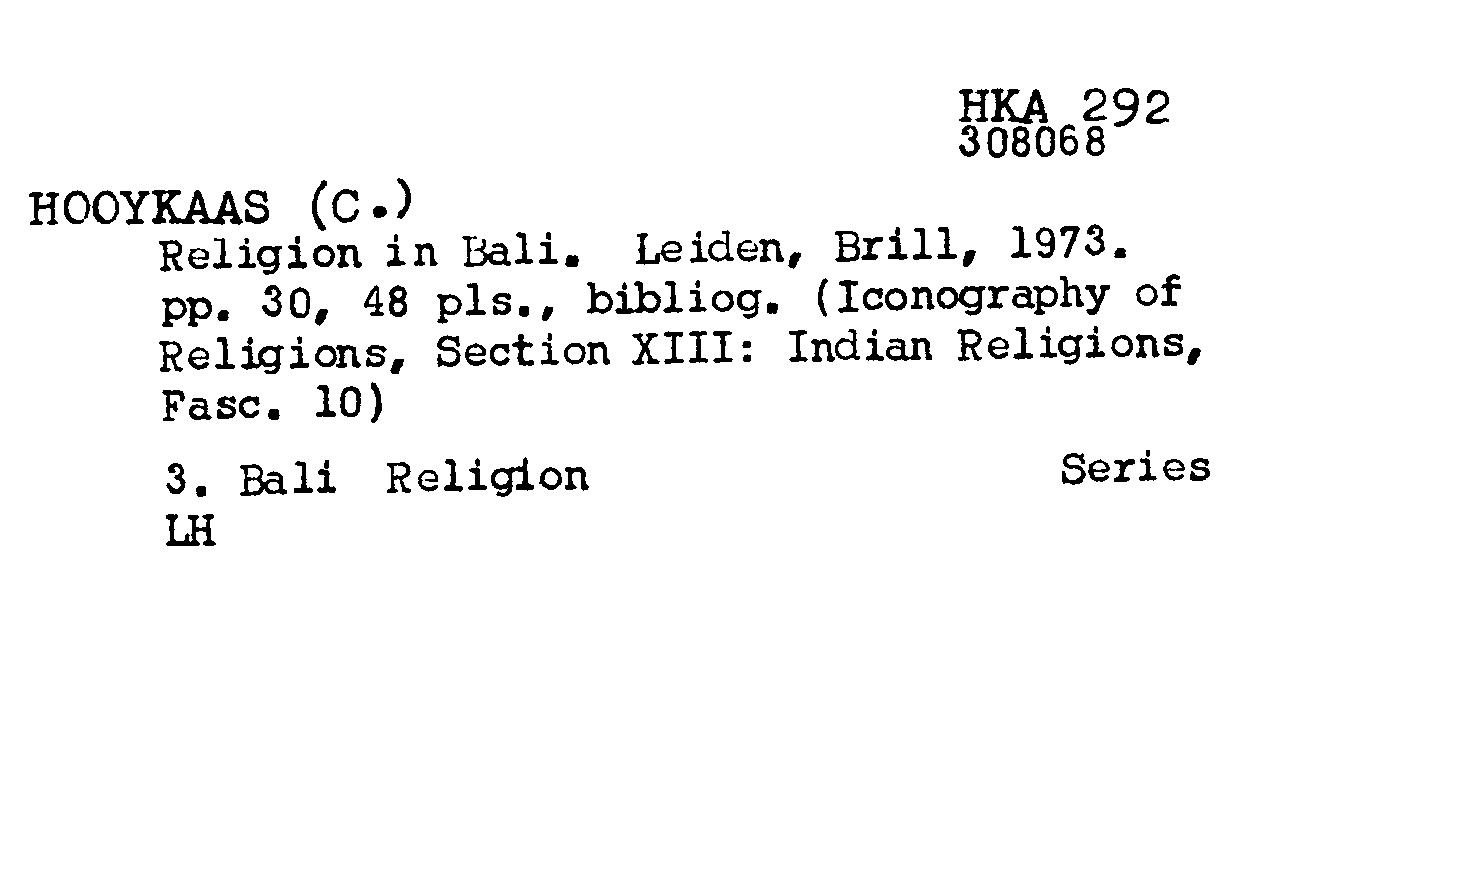 HKA 292
308068
HOOYKAAS (C.)
Religion in Bali. Leiden, Brill, 1973.
pp. 30, 48 pls., bibliog. (Iconography of
Religions, Section XIII: Indian Religions,
Fasc. 10)
3. Bali Religion Series
LH